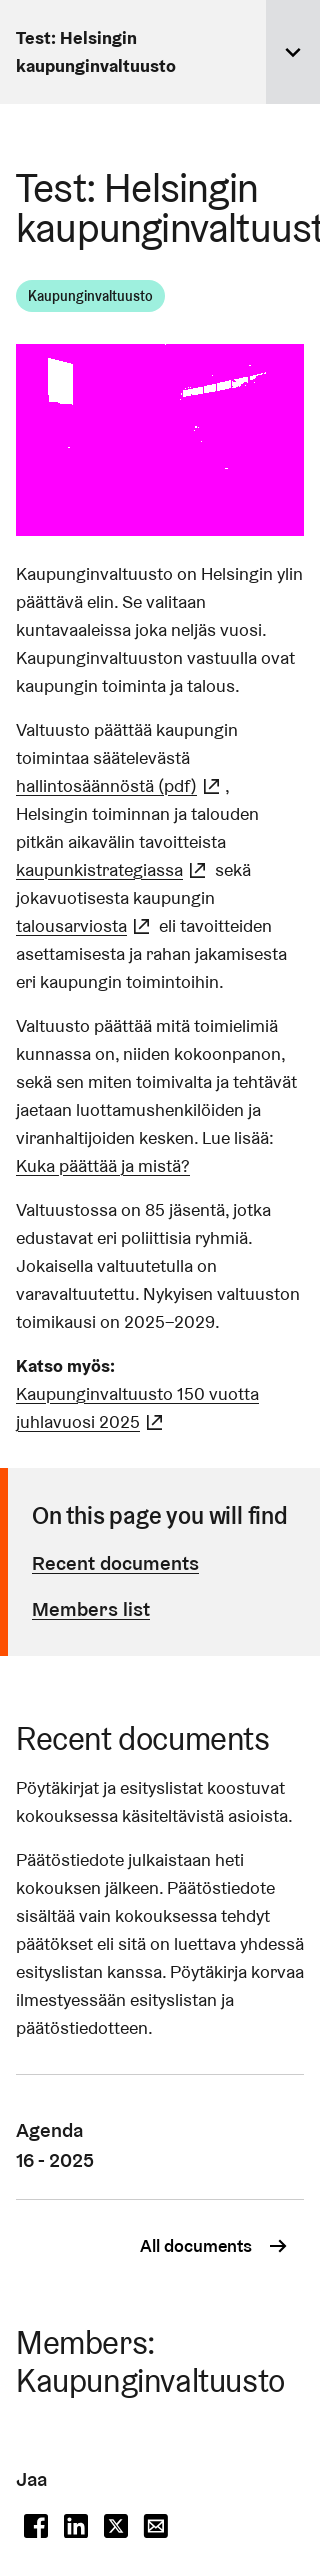 Test: Helsingin
kaupunginvaltuusto
Test: Helsingin
kaupunginvaltuust
Kaupunginvaltuusto
Kaupunginvaltuusto on Helsingin ylin
päättävä elin. Se valitaan
kuntavaaleissa joka neljäs vuosi.
Kaupunginvaltuuston vastuulla ovat
kaupungin toiminta ja talous.
Valtuusto päättää kaupungin
toimintaa säätelevästä
hallintosäännöstä (pdf) ,
Helsingin toiminnan ja talouden
pitkän aikavälin tavoitteista
kaupunkistrategiassa sekä
jokavuotisesta kaupungin
talousarviosta eli tavoitteiden
asettamisesta ja rahan jakamisesta
eri kaupungin toimintoihin.
Valtuusto päättää mitä toimielimiä
kunnassa on, niiden kokoonpanon,
sekä sen miten toimivalta ja tehtävät
jaetaan luottamushenkilöiden ja
viranhaltijoiden kesken. Lue lisää:
Kuka päättää ja mistä?
Valtuustossa on 85 jäsentä, jotka
edustavat eri poliittisia ryhmiä.
Jokaisella valtuutetulla on
varavaltuutettu. Nykyisen valtuuston
toimikausi on 2025–2029.
Katso myös:
Kaupunginvaltuusto 150 vuotta
juhlavuosi 2025
On this page you will find
Recent documents
Members list
Recent documents
Pöytäkirjat ja esityslistat koostuvat
kokouksessa käsiteltävistä asioista.
Päätöstiedote julkaistaan heti
kokouksen jälkeen. Päätöstiedote
sisältää vain kokouksessa tehdyt
päätökset eli sitä on luettava yhdessä
esityslistan kanssa. Pöytäkirja korvaa
ilmestyessään esityslistan ja
päätöstiedotteen.
Agenda
16 - 2025
All documents
Members:
Kaupunginvaltuusto
Jaa